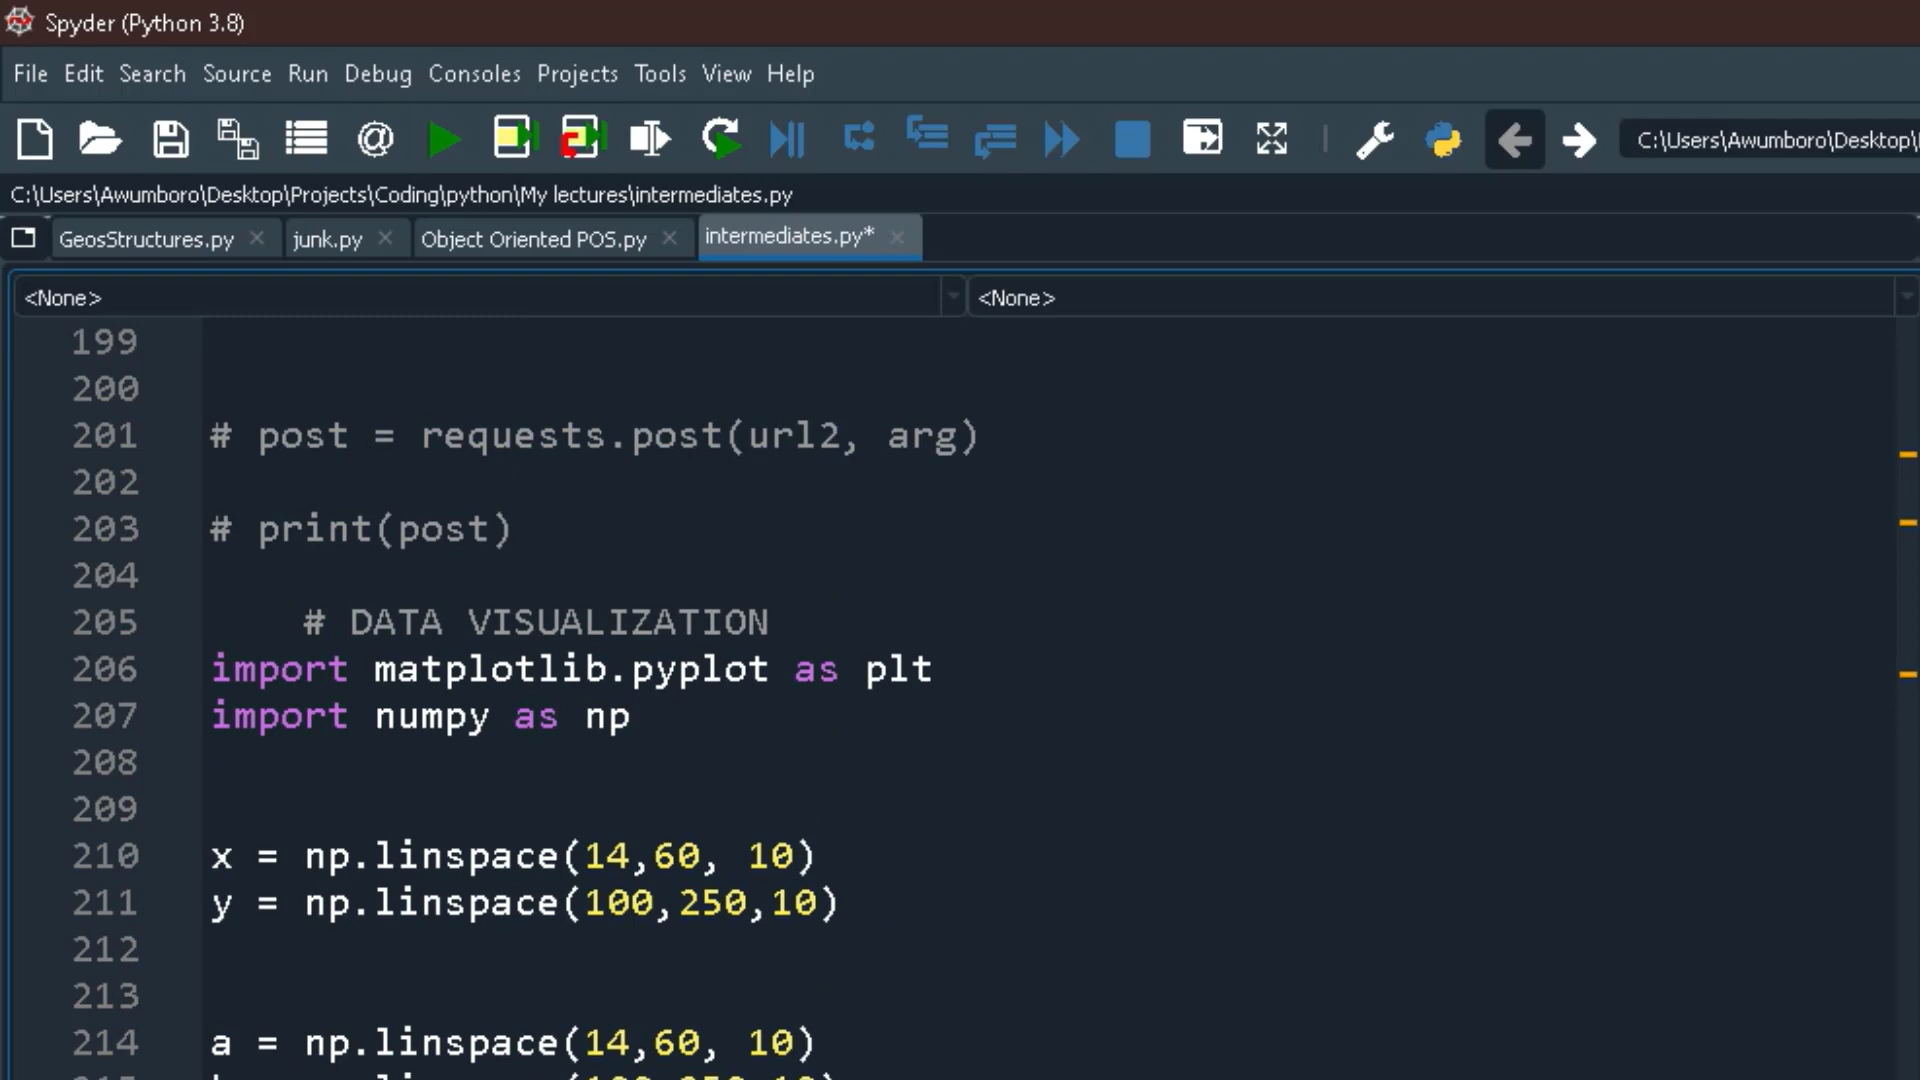 Spyder (Python 3.8)
File Edit Search Source Run Debug Consoles Projects Tools View Help
C:\Users\Awumboro\Desktop\
C:\Users\Awumboro\Desktop\Projects\Coding\python\My lectures\intermediates.py
GeosStructures.py junk.py Object Oriented POS.py intermediates.py*
<None> <None>
199
200
201 # post = requests.post(url2, arg)
202
203 # print(post)
204
205 # DATA VISUALIZATION
206 import matplotlib.pyplot as plt
207 import numpy as np
208
209
210 x = np.linspace(14,60, 10)
211 y = np.linspace(100,250,10)
212
213
214 a = np.linspace(14,60, 10)